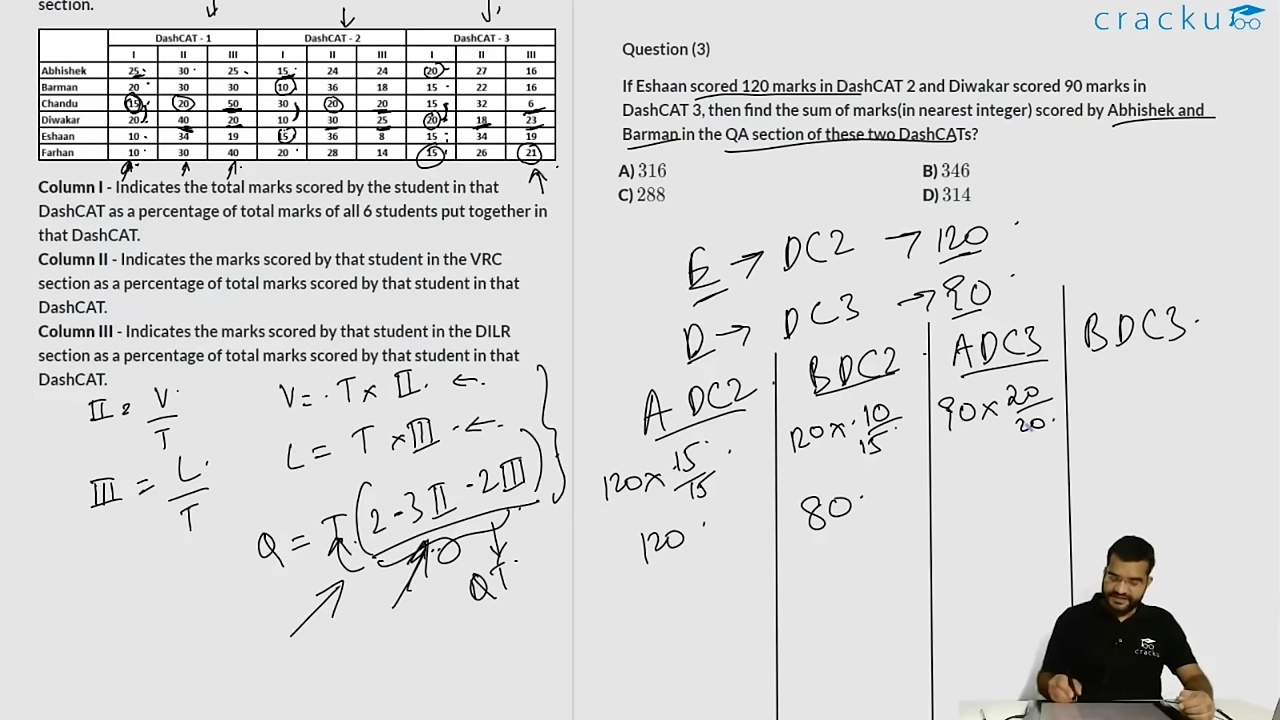 section.
cracku
DashCAT - 1 DashCAT - 2 DashCAT - 3
I II III I II III I II III
Abhishek 25 30 25 15 24 24 20 27 16
Barman 20 30 30 10 36 18 15 22 16
Chandu 15 20 50 30 20 20 15 32 6
Diwakar 20 40 20 10 30 25 20 18 23
Eshaan 10 34 19 15 36 8 15 34 19
Farhan 10 30 40 20 28 14 15 26 21
Column I - Indicates the total marks scored by the student in that
DashCAT as a percentage of total marks of all 6 students put together in
that DashCAT.
Column II - Indicates the marks scored by that student in the VRC
section as a percentage of total marks scored by that student in that
DashCAT.
Column III - Indicates the marks scored by that student in the DILR
section as a percentage of total marks scored by that student in that
DashCAT.
II = V/T
V = T × II
III = L/T
L = T × III
Q = T(2-3II-2III)
QT
Question (3)
If Eshaan scored 120 marks in DashCAT 2 and Diwakar scored 90 marks in
DashCAT 3, then find the sum of marks(in nearest integer) scored by Abhishek and
Barman in the QA section of these two DashCATs?
A) 316 B) 346
C) 288 D) 314
E → DC2 → 120
D → DC3 → 90
A DC2 BDC2 ADC3 BDC3
120 × 15/15 120 × 10/15 90 × 20/20
120 80
cracku